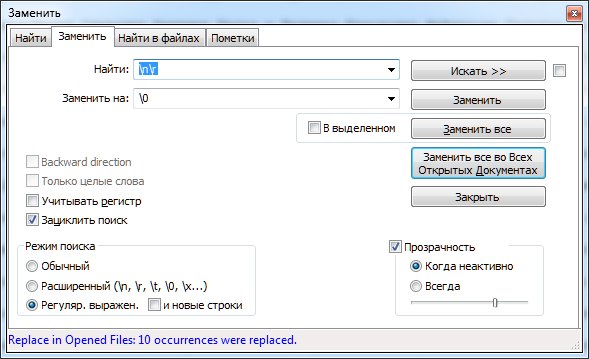 Заменить
Найти
Заменить
Найти в файлах
Пометки
Найти:
\n\r
Искать >>
Заменить на:
\0
Заменить
В выделенном
Заменить все
Backward direction
Заменить все во Всех
Открытых Документах
Только целые слова
Учитывать регистр
Закрыть
Зациклить поиск
Режим поиска
Прозрачность
Обычный
Когда неактивно
Расширенный (\n, \r, \t, \0, \x...)
Всегда
Регуляр. выражен.
и новые строки
Replace in Opened Files: 10 occurrences were replaced.